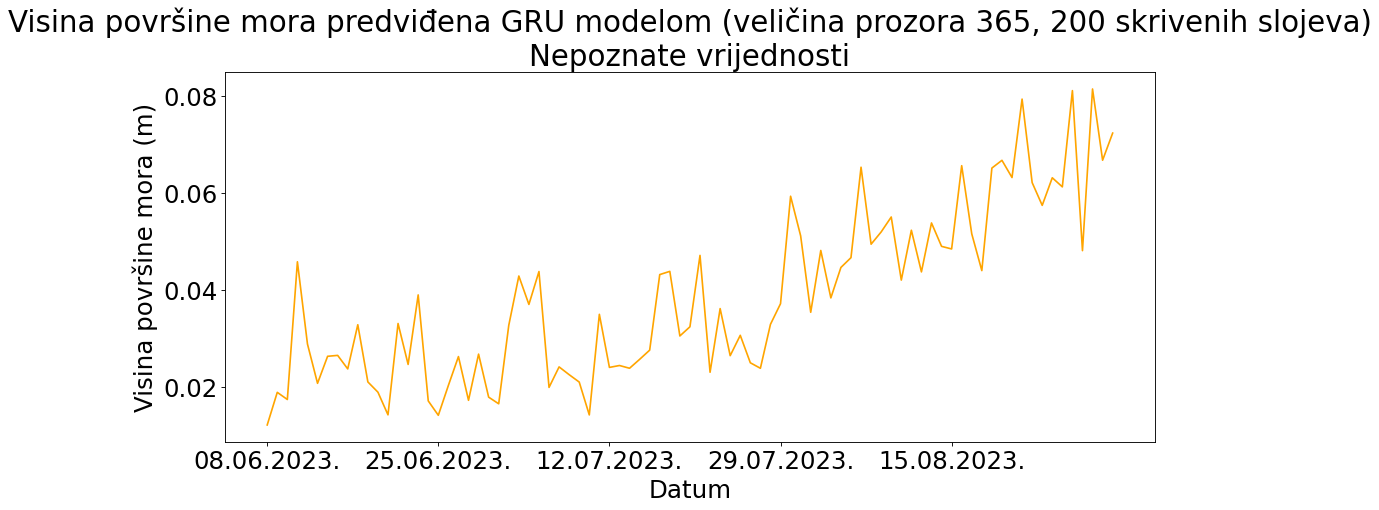 Visina površine mora predviđena GRU modelom (veličina prozora 365, 200 skrivenih slojeva)
Nepoznate vrijednosti
Visina površine mora (m)
0.08
0.06
0.04
0.02
08.06.2023. 25.06.2023. 12.07.2023. 29.07.2023. 15.08.2023.
Datum